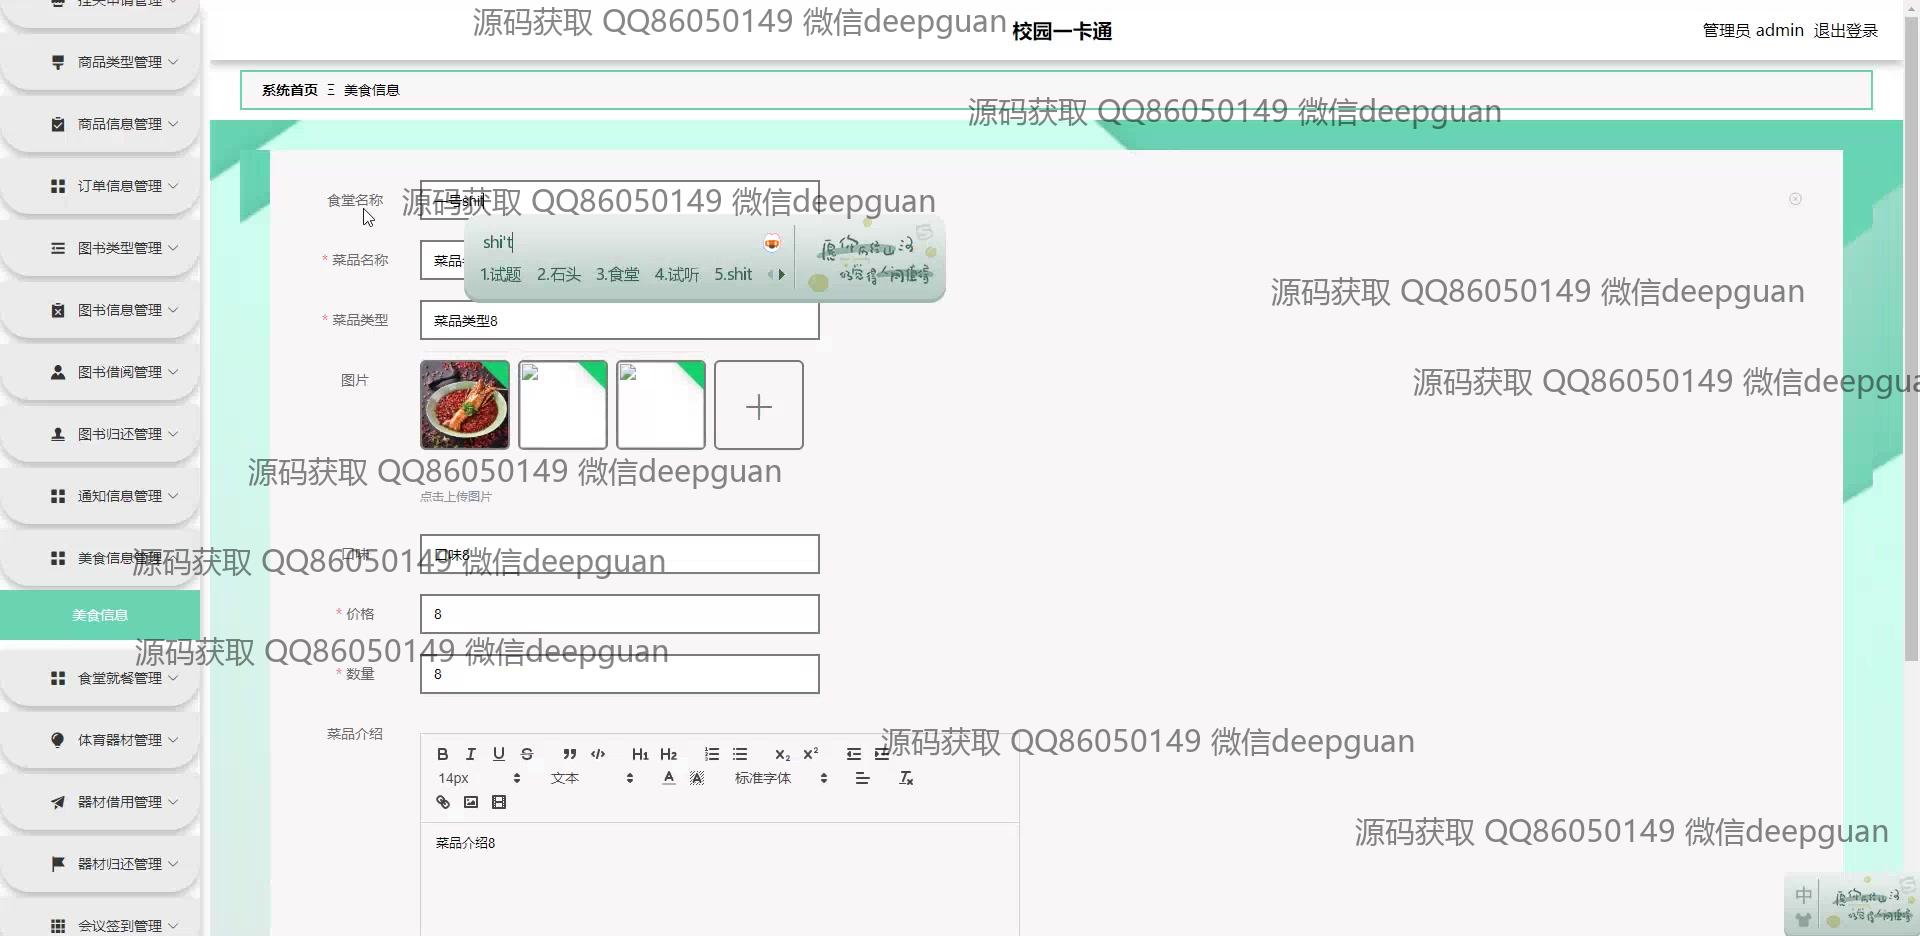 源码获取 QQ86050149 微信deepguan
校园一卡通
管理员 admin 退出登录
系统首页 Ξ 美食信息
源码获取 QQ86050149 微信deepguan
挂失申请管理
商品类型管理
商品信息管理
订单信息管理
图书类型管理
图书信息管理
图书借阅管理
图书归还管理
通知信息管理
美食信息管理
美食信息
食堂就餐管理
体育器材管理
器材借用管理
器材归还管理
会议签到管理
食堂名称
一号shit
源码获取 QQ86050149 微信deepguan
shi't
1.试题 2.石头 3.食堂 4.试听 5.shit
* 菜品名称
菜品
源码获取 QQ86050149 微信deepguan
* 菜品类型
菜品类型8
图片
源码获取 QQ86050149 微信deepgua
源码获取 QQ86050149 微信deepguan
点击上传图片
口味
口味8
源码获取 QQ86050149 微信deepguan
* 价格
8
源码获取 QQ86050149 微信deepguan
* 数量
8
菜品介绍
源码获取 QQ86050149 微信deepguan
B I U S ” </> H1 H2 X₂ X²
14px 文本 A A 标准字体 Tx
菜品介绍8
源码获取 QQ86050149 微信deepguan
中